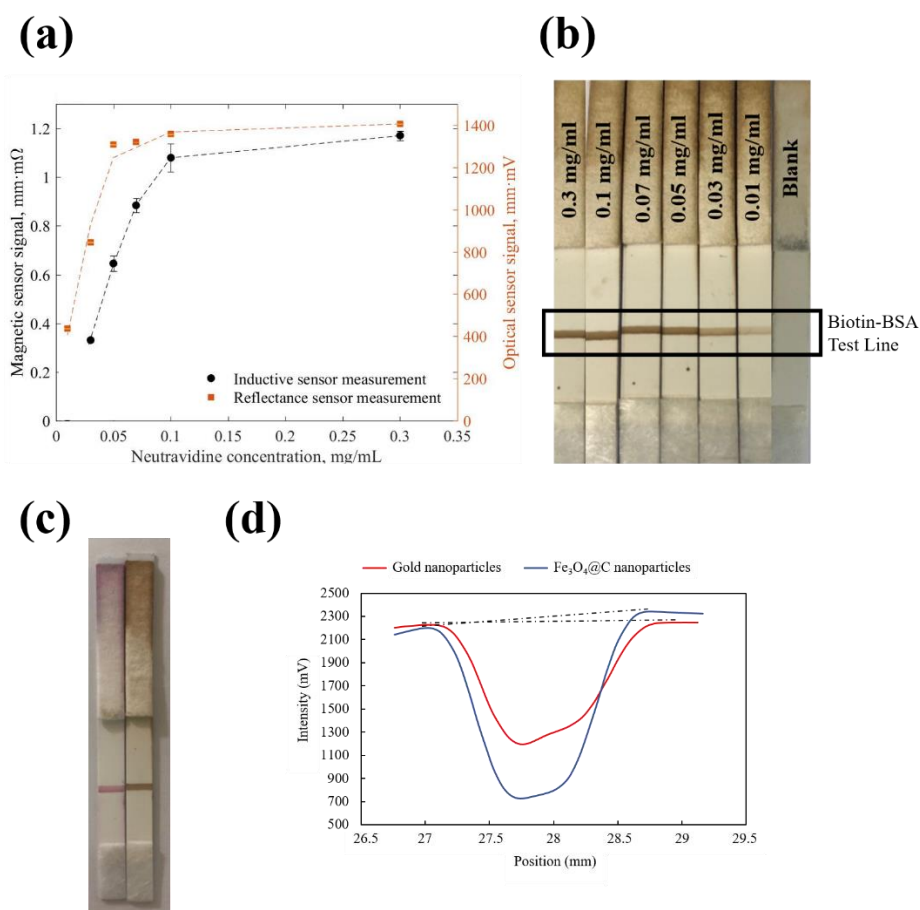 (a)
(b)
Magnetic sensor signal, mm·mΩ
1.2
1
0.8
0.6
0.4
0.2
0
1400
1200
1000
800
600
400
200
0
Optical sensor signal, mm·mV
Inductive sensor measurement
Reflectance sensor measurement
0 0.05 0.1 0.15 0.2 0.25 0.3 0.35
Neutravidine concentration, mg/mL
0.3 mg/ml
0.1 mg/ml
0.07 mg/ml
0.05 mg/ml
0.03 mg/ml
0.01 mg/ml
Blank
Biotin-BSA
Test Line
(c)
(d)
Gold nanoparticles Fe₃O₄@C nanoparticles
Intensity (mV)
2500
2300
2100
1900
1700
1500
1300
1100
900
700
500
26.5 27 27.5 28 28.5 29 29.5
Position (mm)